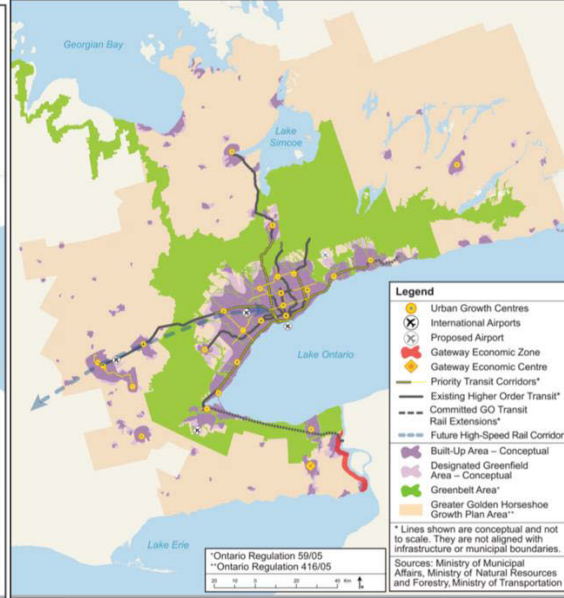 Georgian Bay
Lake
Simcoe
Lake Ontario
Lake Erie
Legend
Urban Growth Centres
International Airports
Proposed Airport
Gateway Economic Zone
Gateway Economic Centre
Priority Transit Corridors*
Existing Higher Order Transit*
Committed GO Transit
Rail Extensions*
Future High-Speed Rail Corridor
Built-Up Area – Conceptual
Designated Greenfield
Area – Conceptual
Greenbelt Area*
Greater Golden Horseshoe
Growth Plan Area**
* Lines shown are conceptual and not
to scale. They are not aligned with
infrastructure or municipal boundaries.
Sources: Ministry of Municipal
Affairs, Ministry of Natural Resources
and Forestry, Ministry of Transportation
*Ontario Regulation 59/05
**Ontario Regulation 416/05
20 10 0 20 40 Km